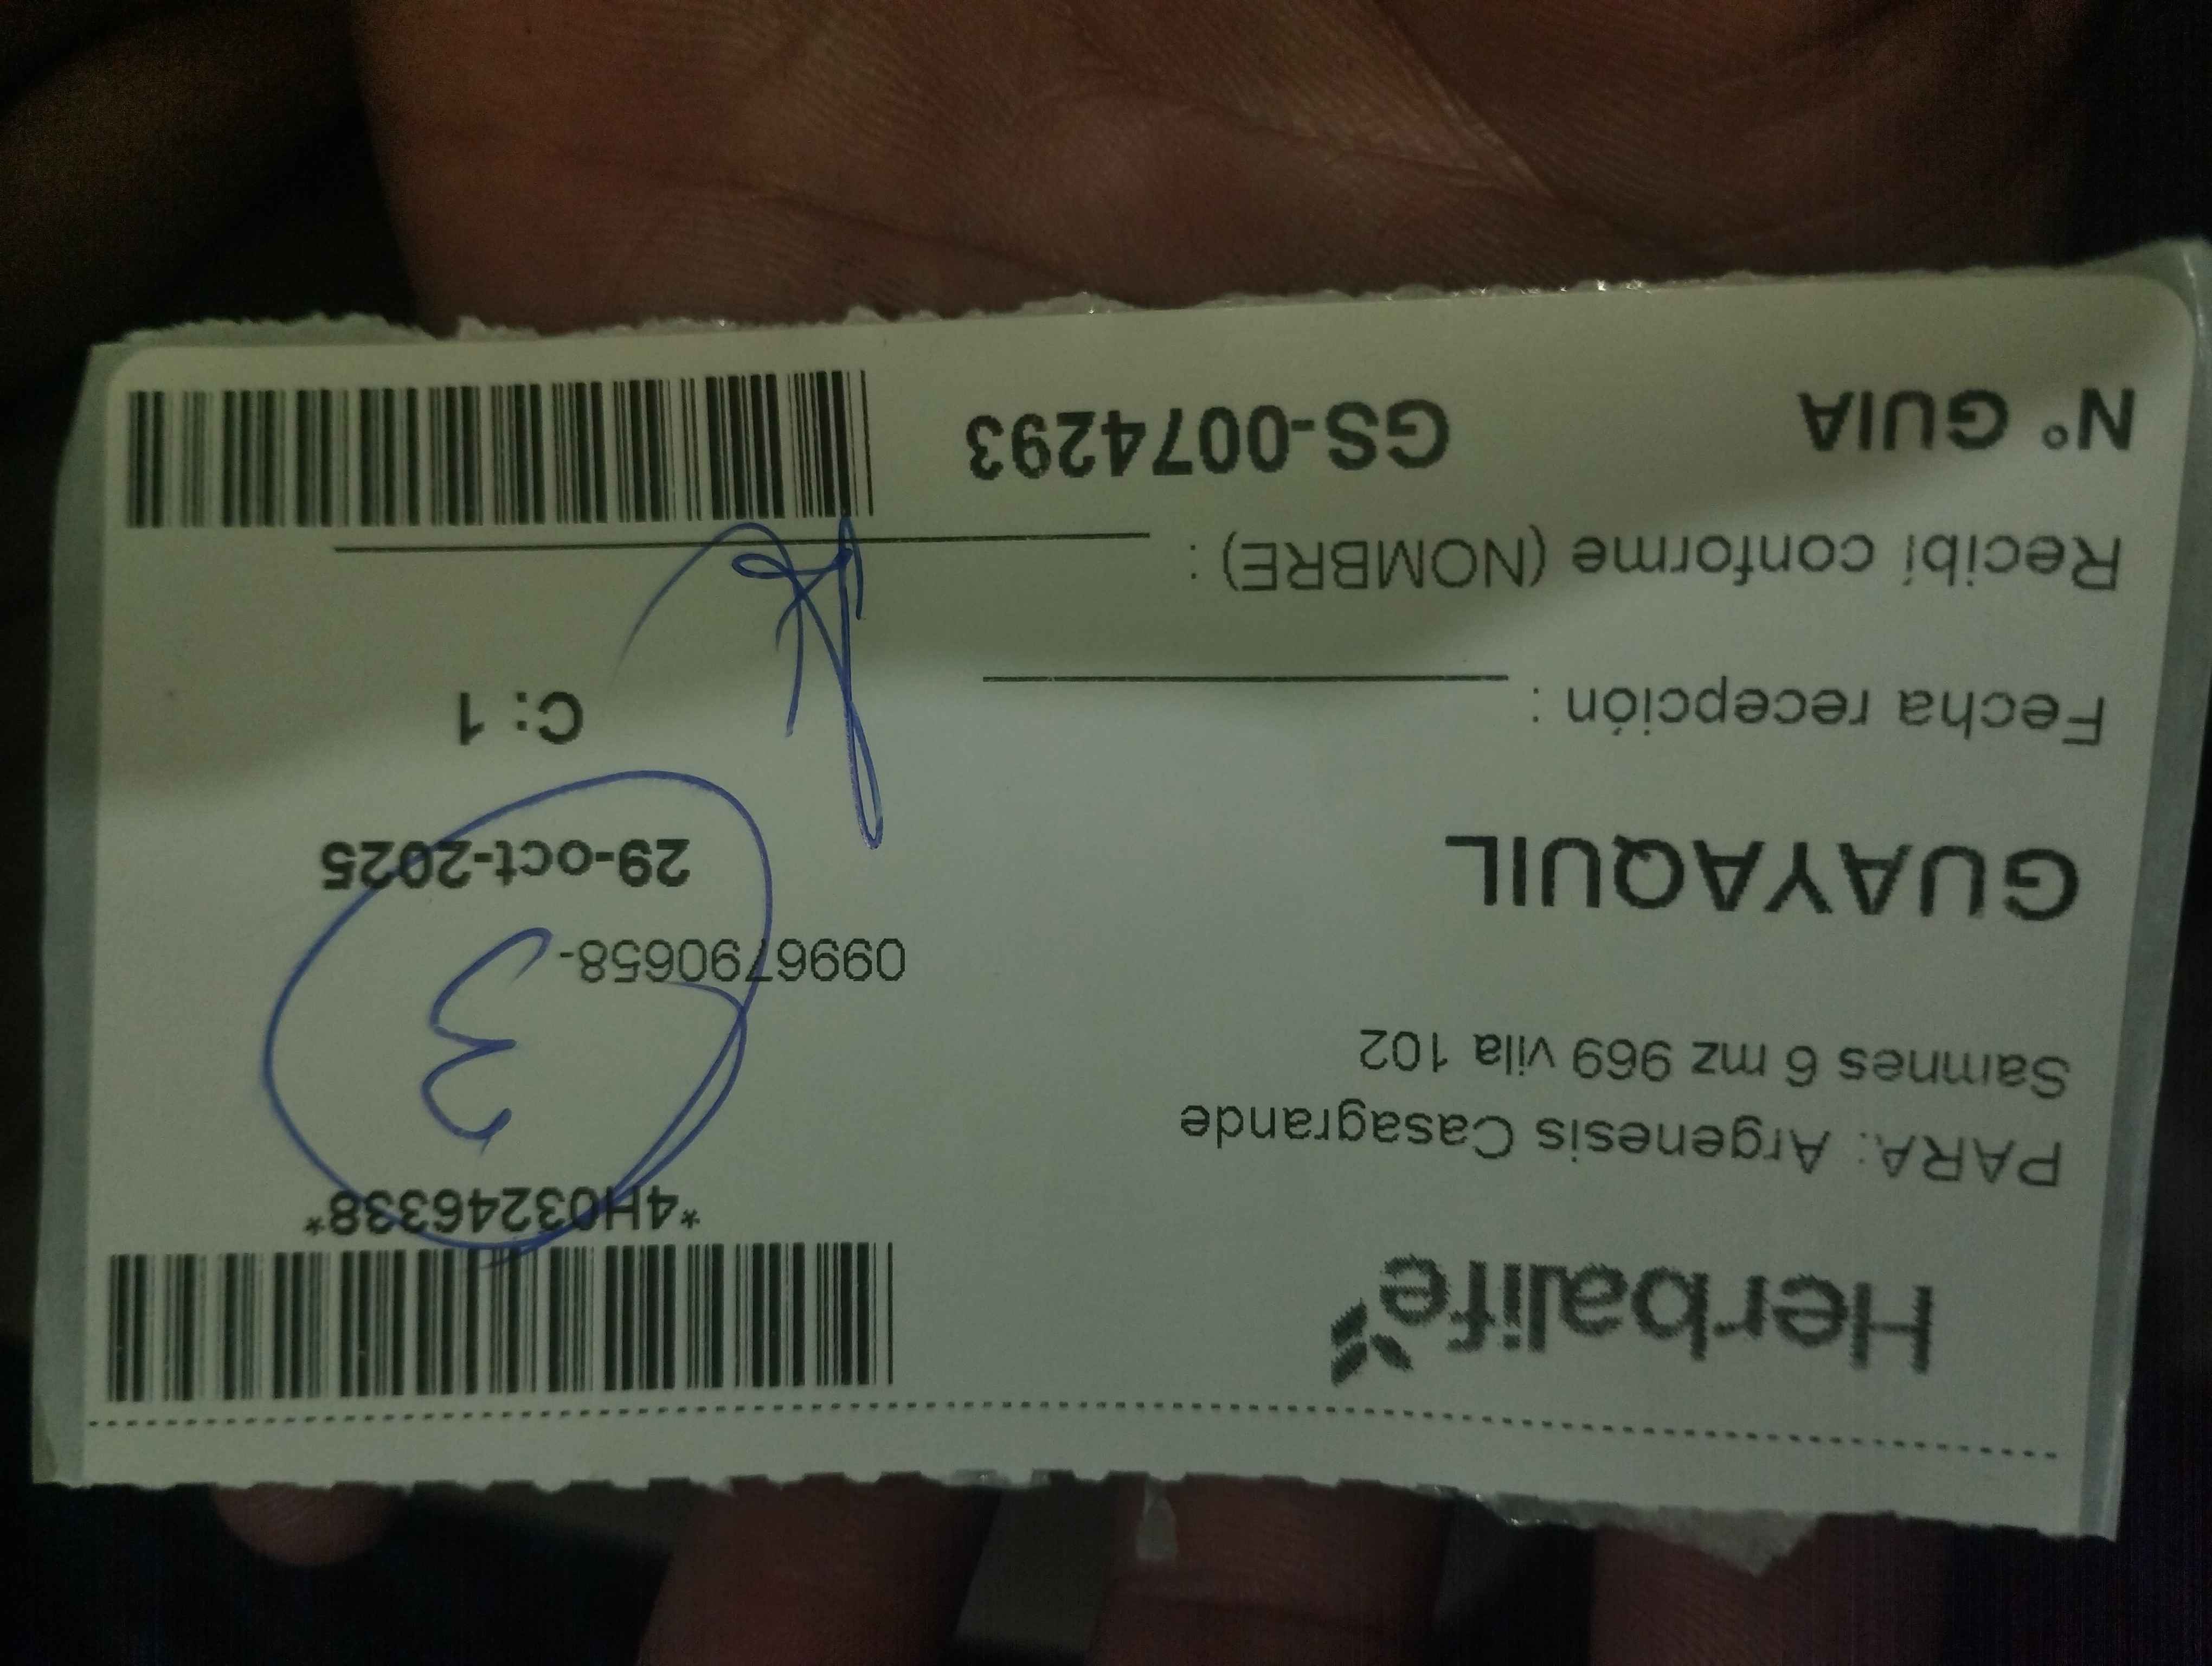 Herbalife
*4H03246338*
PARA: Argenesis Casagrande
Samnes 6 mz 969 vila 102
3
0996790658-
GUAYAQUIL
29-oct-2025
Fecha recepción :
C: 1
Recibí conforme (NOMBRE) :
N° GUIA GS-0074293